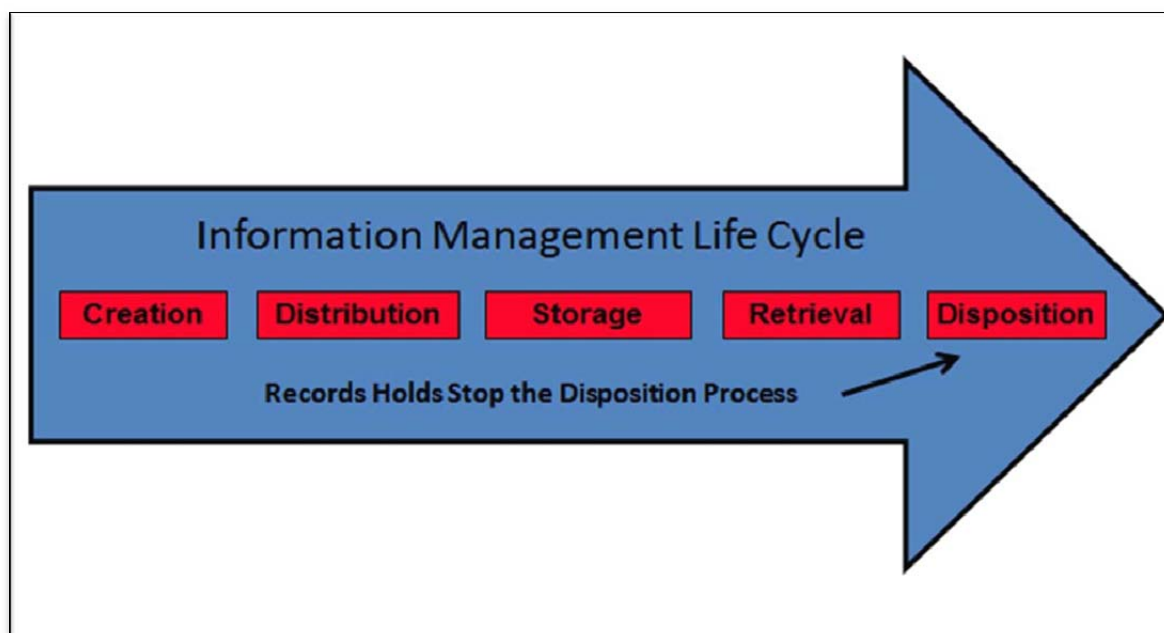 Information Management Life Cycle
Creation Distribution Storage Retrieval Disposition
Records Holds Stop the Disposition Process